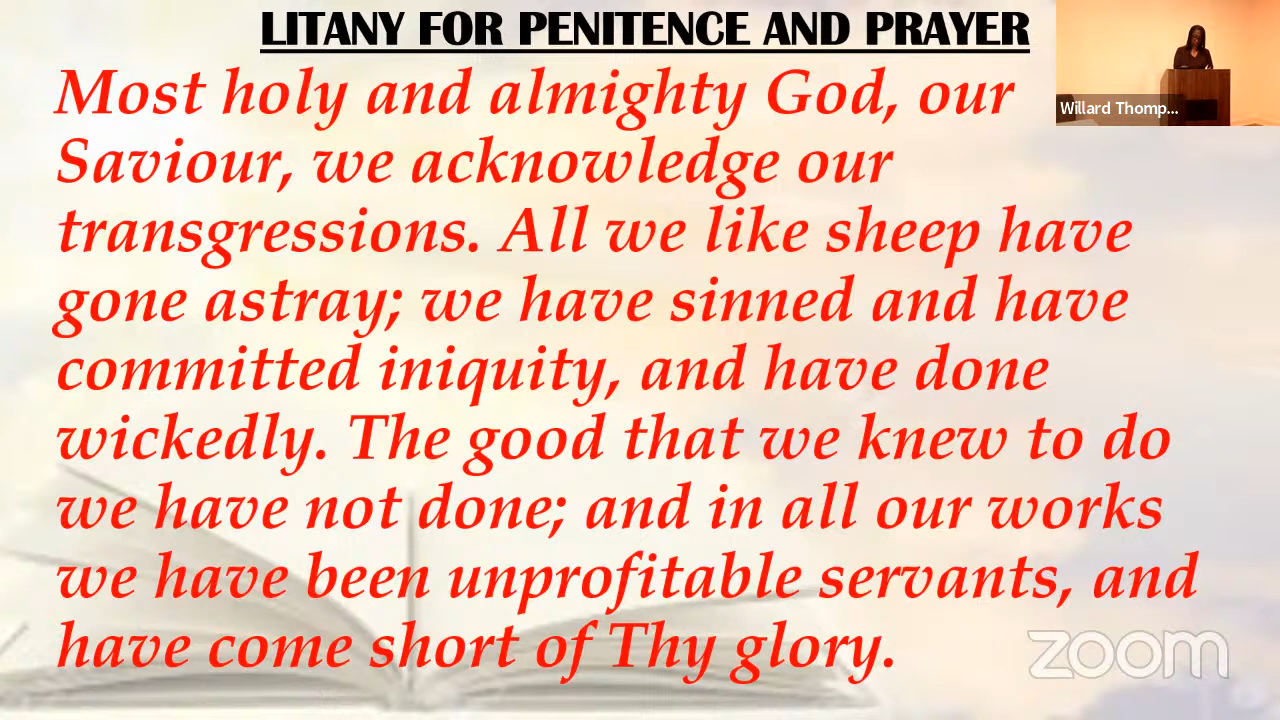 LITANY FOR PENITENCE AND PRAYER
Most holy and almighty God, our
Saviour, we acknowledge our
transgressions. All we like sheep have
gone astray; we have sinned and have
committed iniquity, and have done
wickedly. The good that we knew to do
we have not done; and in all our works
we have been unprofitable servants, and
have come short of Thy glory.
Willard Thomp...
zoom